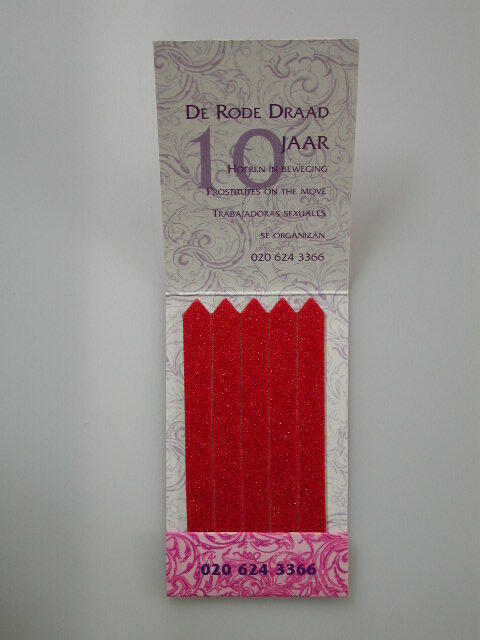 DE RODE DRAAD
10
JAAR
HOEREN IN BEWEGING
PROSTITUTES ON THE MOVE
TRABAJADORAS SEXUALES
SE ORGANIZAN
020 624 3366
020 624 3366